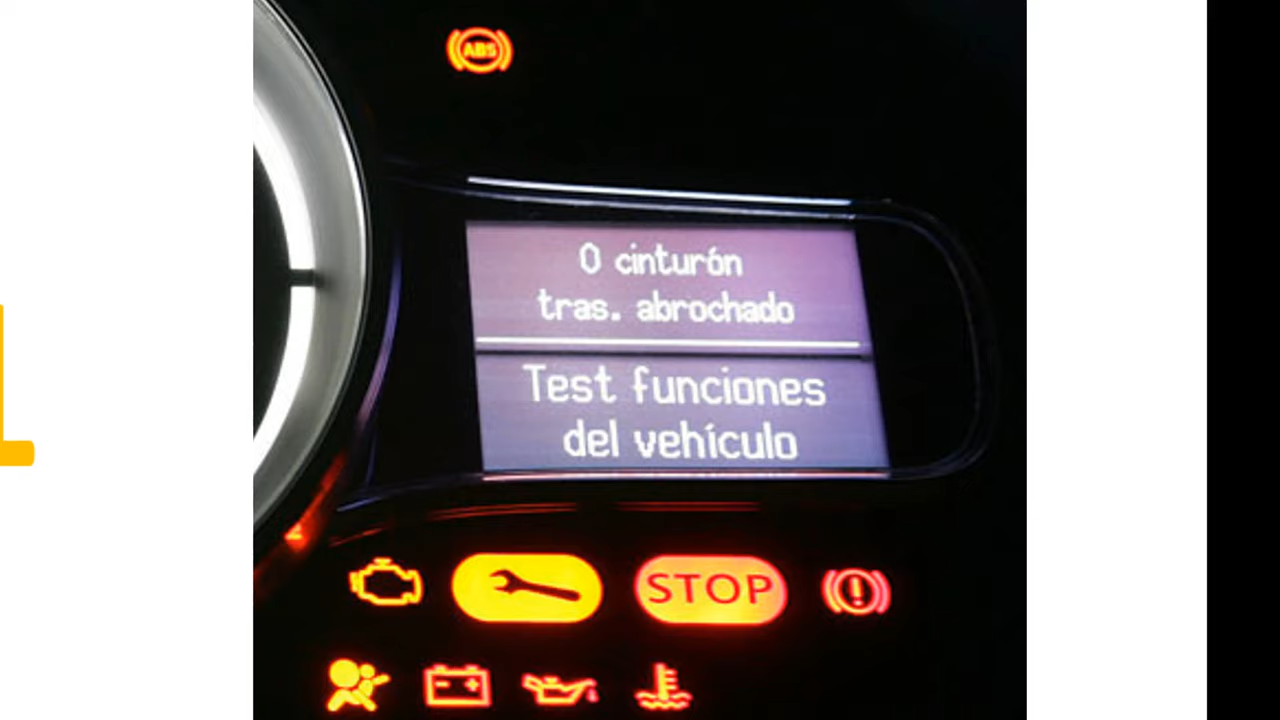 ABS
0 cinturón
tras. abrochado
Test funciones
del vehículo
STOP